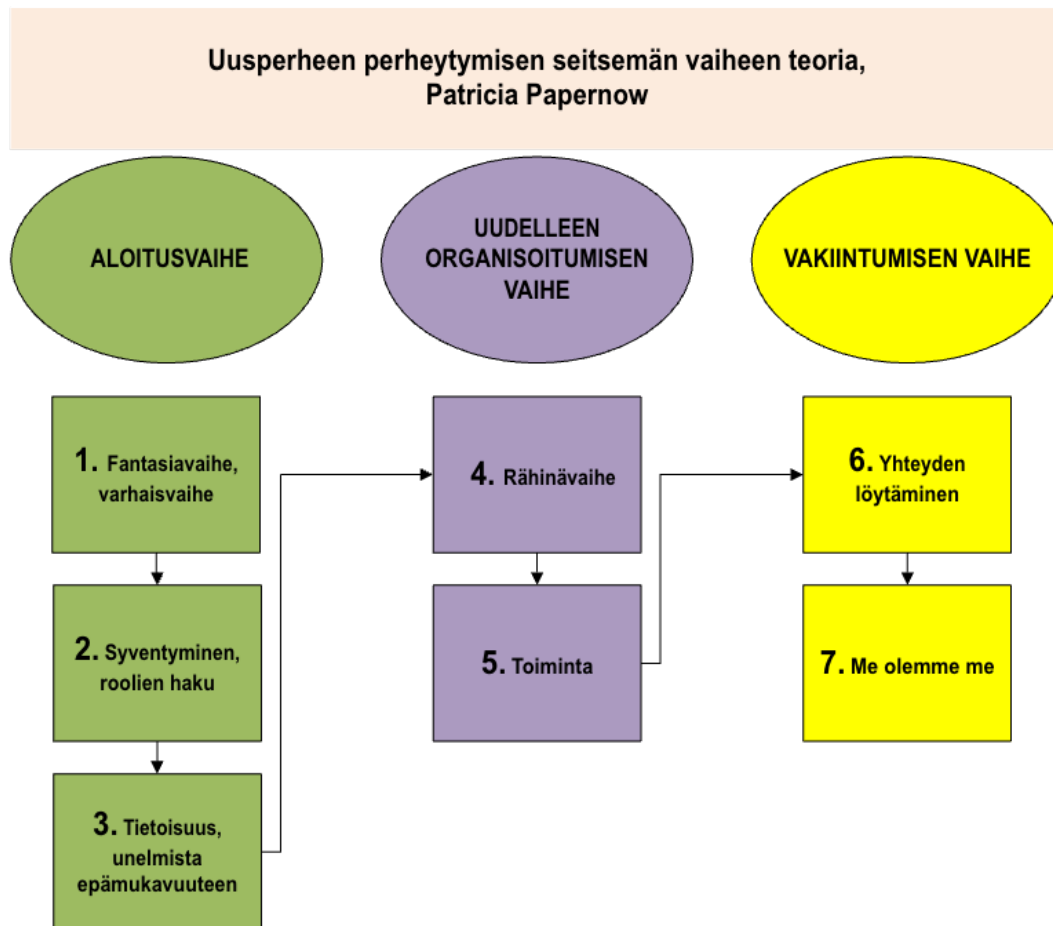 Uusperheen perheytymisen seitsemän vaiheen teoria,
Patricia Papernow
ALOITUSVAIHE
UUDELLEEN
ORGANISOITUMISEN
VAIHE
VAKIINTUMISEN VAIHE
1. Fantasiavaihe,
varhaisvaihe
2. Syventyminen,
roolien haku
3. Tietoisuus,
unelmista
epämukavuuteen
4. Rähinävaihe
5. Toiminta
6. Yhteyden
löytäminen
7. Me olemme me